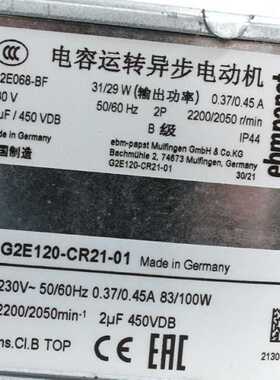 电容运转异步电动机
2E068-BF
31/29 W (输出功率) 0.37/0.45 A
50/60 Hz 2P 2200/2050 r/min
µF / 450 VDB
B 级 IP44
国制造
n Germany
ebm-papst Mulfingen GmbH & Co.KG
Bachmühle 2, 74673 Mulfingen, Germany
G2E120-CR21-01 30/21
G2E120-CR21-01 Made in Germany
230V~ 50/60Hz 0.37/0.45A 83/100W
2200/2050min-¹ 2µF 450VDB
ns.Cl.B TOP CE EAC
2130